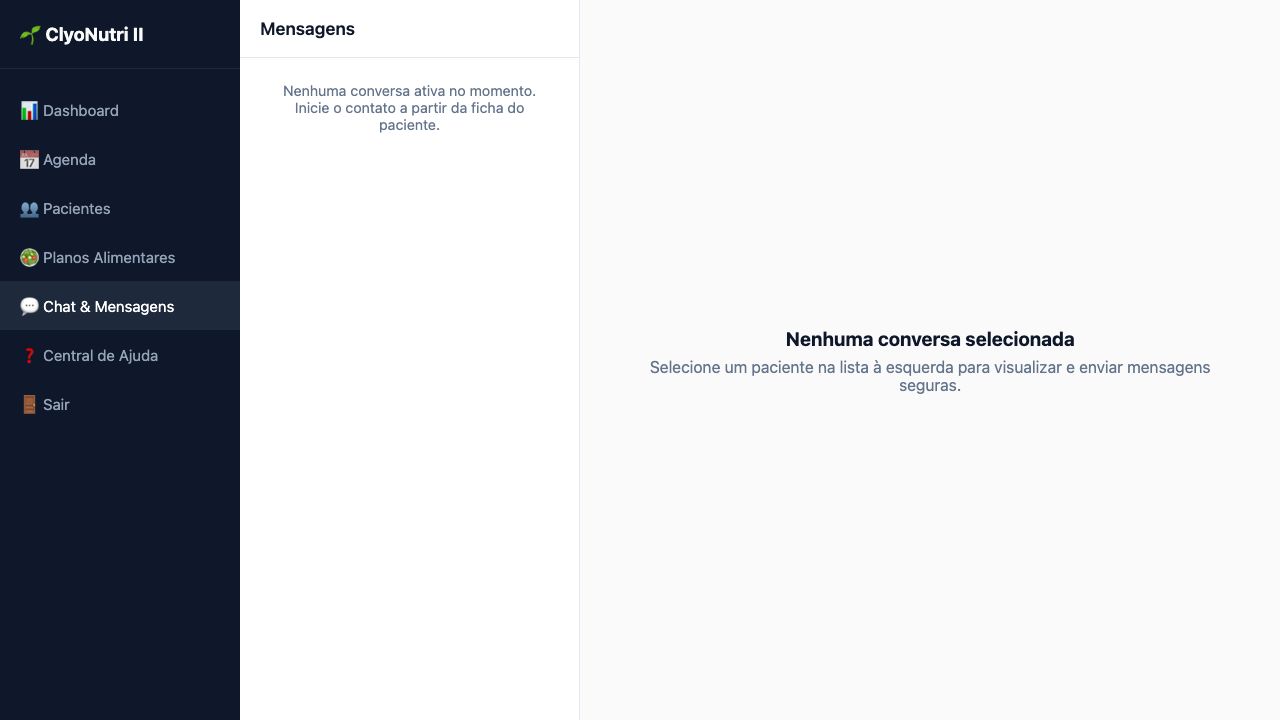 ClyoNutri II
Dashboard
Agenda
Pacientes
Planos Alimentares
Chat & Mensagens
Central de Ajuda
Sair
Mensagens
Nenhuma conversa ativa no momento.
Inicie o contato a partir da ficha do
paciente.
Nenhuma conversa selecionada
Selecione um paciente na lista à esquerda para visualizar e enviar mensagens
seguras.